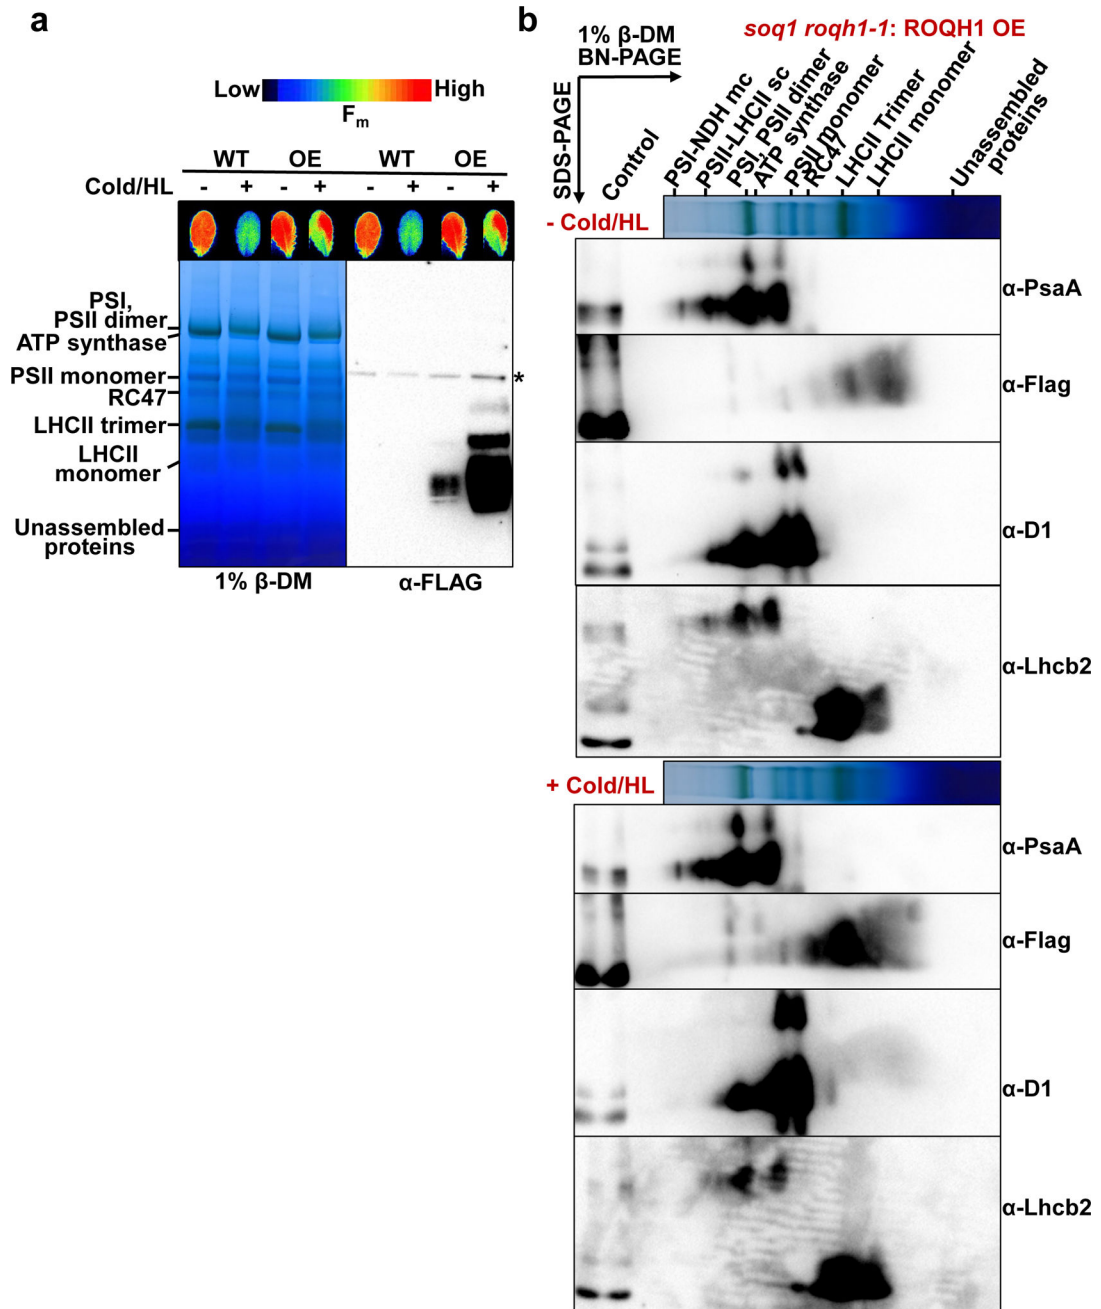 a
Low
High
Fm
WT OE WT OE
Cold/HL - + - + - + - +
PSI,
PSII dimer
ATP synthase
PSII monomer
RC47
LHCII trimer
LHCII
monomer
Unassembled
proteins
*
1% β-DM
α-FLAG
b
1% β-DM
BN-PAGE
SDS-PAGE
soq1 roqh1-1: ROQH1 OE
Control
PSI-NDH mc
PSII-LHCII sc
PSI, PSII dimer
ATP synthase
PSII monomer
RC47
LHCII Trimer
LHCII monomer
Unassembled
proteins
- Cold/HL
α-PsaA
α-Flag
α-D1
α-Lhcb2
+ Cold/HL
α-PsaA
α-Flag
α-D1
α-Lhcb2